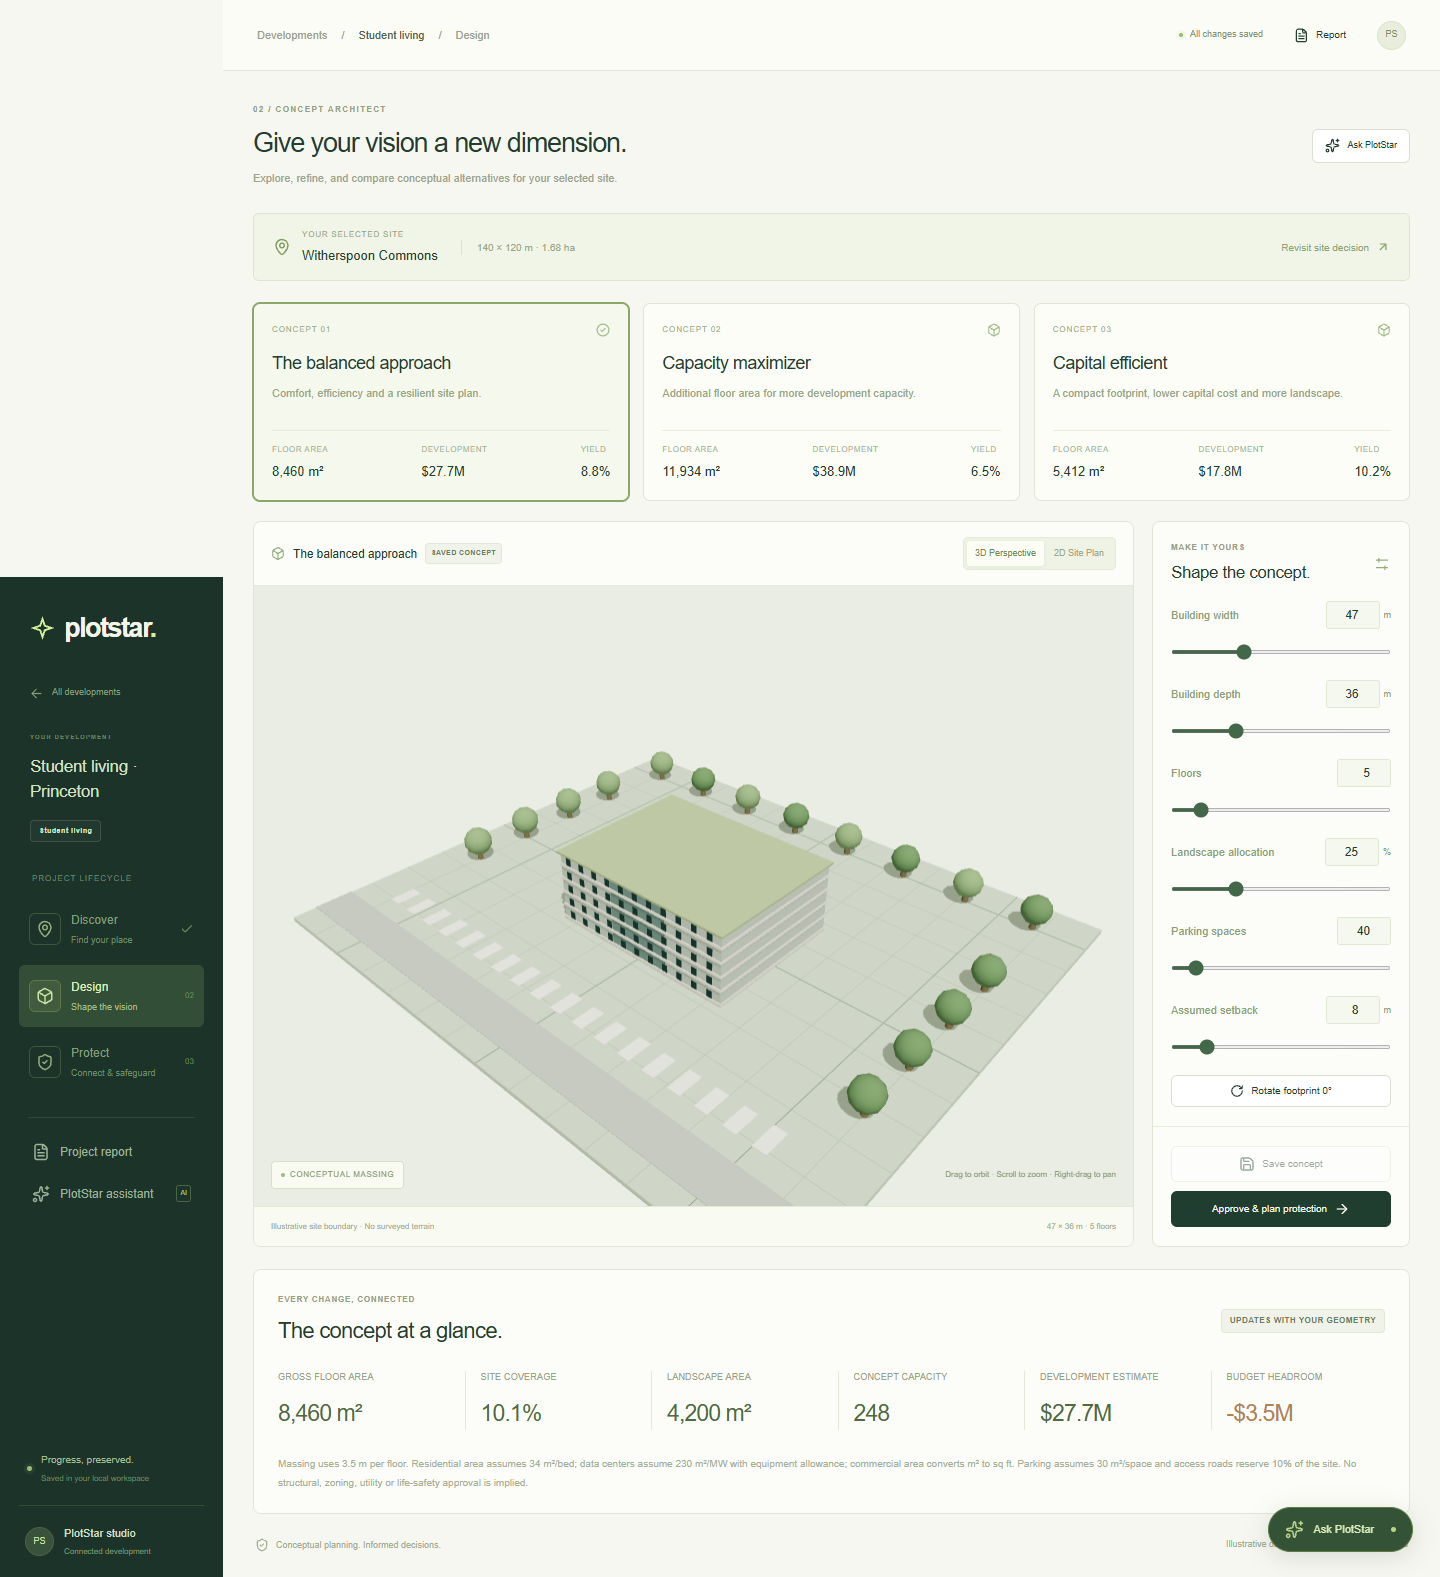 Developments / Student living / Design
All changes saved
Report
PS
02 / CONCEPT ARCHITECT
Give your vision a new dimension.
Explore, refine, and compare conceptual alternatives for your selected site.
Ask PlotStar
YOUR SELECTED SITE
Witherspoon Commons
140 × 120 m · 1.68 ha
Revisit site decision
CONCEPT 01
The balanced approach
Comfort, efficiency and a resilient site plan.
FLOOR AREA DEVELOPMENT YIELD
8,460 m² $27.7M 8.8%
CONCEPT 02
Capacity maximizer
Additional floor area for more development capacity.
FLOOR AREA DEVELOPMENT YIELD
11,934 m² $38.9M 6.5%
CONCEPT 03
Capital efficient
A compact footprint, lower capital cost and more landscape.
FLOOR AREA DEVELOPMENT YIELD
5,412 m² $17.8M 10.2%
plotstar.
All developments
YOUR DEVELOPMENT
Student living ·
Princeton
Student living
PROJECT LIFECYCLE
Discover
Find your place
Design
Shape the vision
02
Protect
Connect & safeguard
03
Project report
PlotStar assistant
AI
Progress, preserved.
Saved in your local workspace
PS
PlotStar studio
Connected development
The balanced approach
SAVED CONCEPT
3D Perspective
2D Site Plan
CONCEPTUAL MASSING
Drag to orbit · Scroll to zoom · Right-drag to pan
Illustrative site boundary · No surveyed terrain
47 × 36 m · 5 floors
MAKE IT YOURS
Shape the concept.
Building width 47 m
Building depth 36 m
Floors 5
Landscape allocation 25 %
Parking spaces 40
Assumed setback 8 m
Rotate footprint 0°
Save concept
Approve & plan protection
EVERY CHANGE, CONNECTED
The concept at a glance.
UPDATES WITH YOUR GEOMETRY
GROSS FLOOR AREA
8,460 m²
SITE COVERAGE
10.1%
LANDSCAPE AREA
4,200 m²
CONCEPT CAPACITY
248
DEVELOPMENT ESTIMATE
$27.7M
BUDGET HEADROOM
-$3.5M
Massing uses 3.5 m per floor. Residential area assumes 34 m²/bed; data centers assume 230 m²/MW with equipment allowance; commercial area converts m² to sq ft. Parking assumes 30 m²/space and access roads reserve 10% of the site. No
structural, zoning, utility or life-safety approval is implied.
Conceptual planning. Informed decisions.
Illustrative
Ask PlotStar